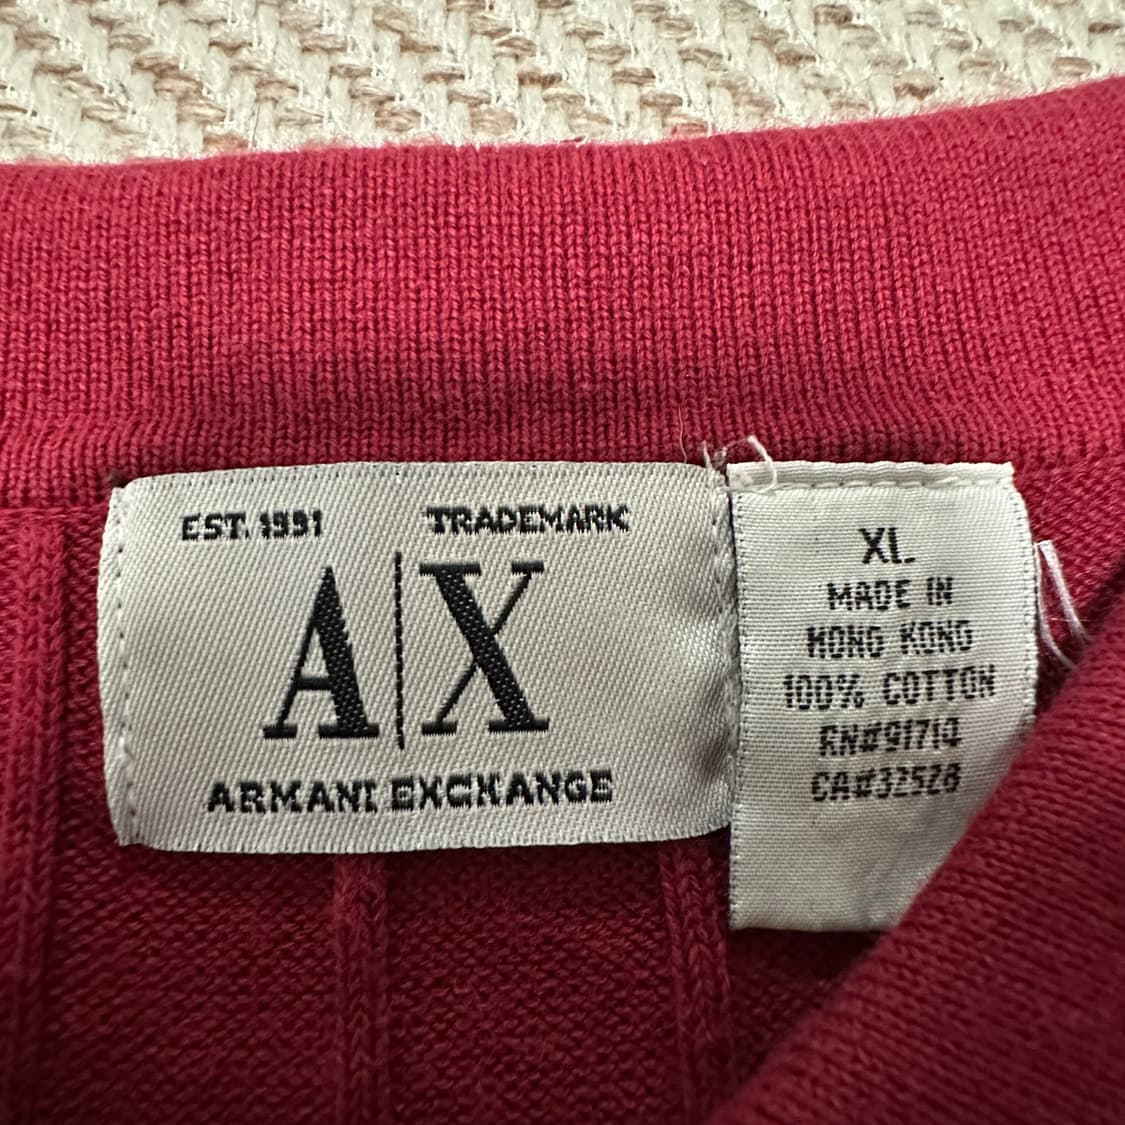 EST. 1991 TRADEMARK
A|X
ARMANI EXCHANGE
XL
MADE IN
HONG KONG
100% COTTON
RN#91714
CA#32528